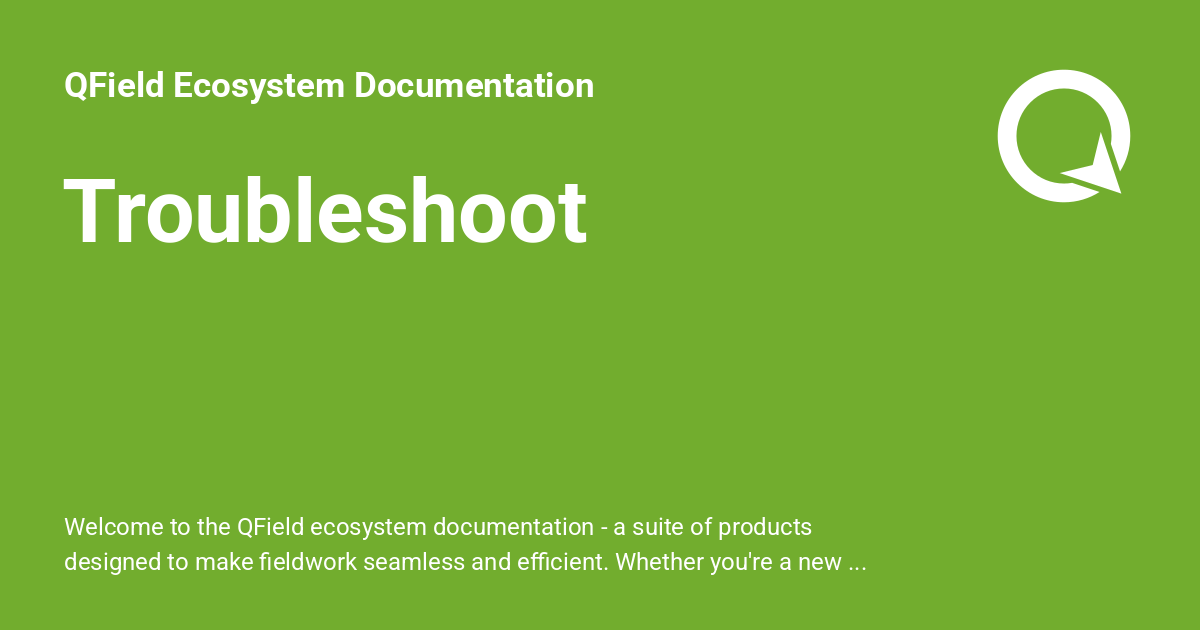 QField Ecosystem Documentation
Troubleshoot
Welcome to the QField ecosystem documentation - a suite of products
designed to make fieldwork seamless and efficient. Whether you're a new ...